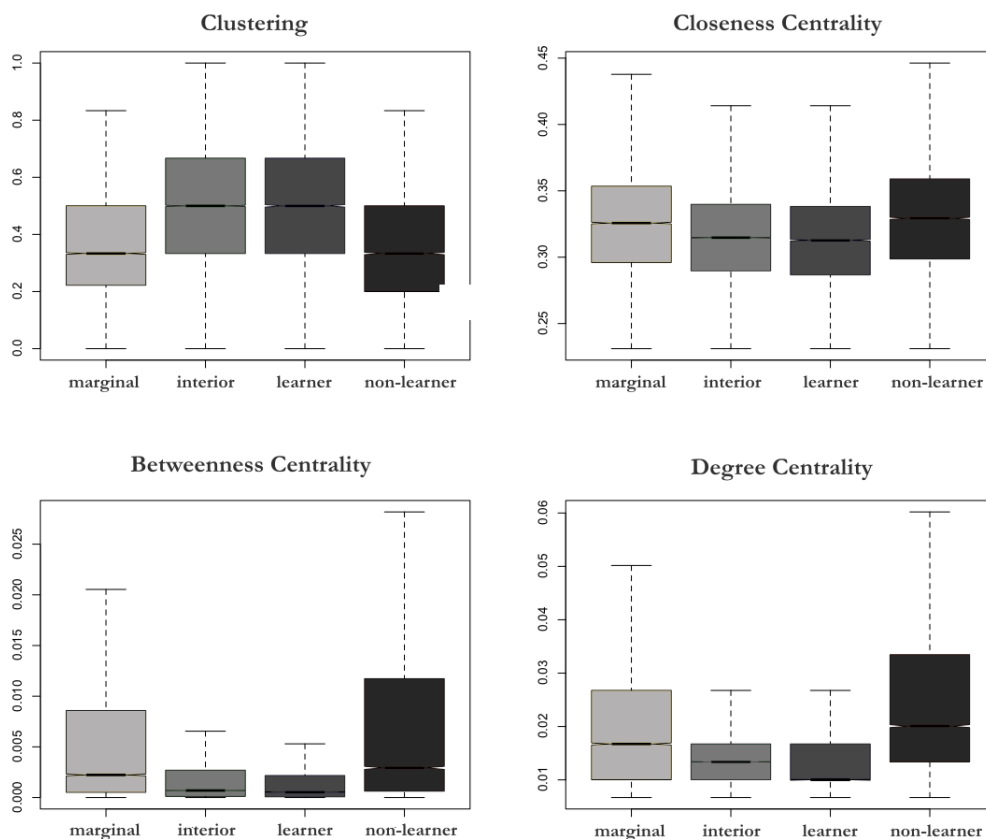 Clustering
1.0
0.8
0.6
0.4
0.2
0.0
marginal interior learner non-learner
Closeness Centrality
0.45
0.40
0.35
0.30
0.25
marginal interior learner non-learner
Betweenness Centrality
0.025
0.020
0.015
0.010
0.005
0.000
marginal interior learner non-learner
Degree Centrality
0.06
0.05
0.04
0.03
0.02
0.01
marginal interior learner non-learner